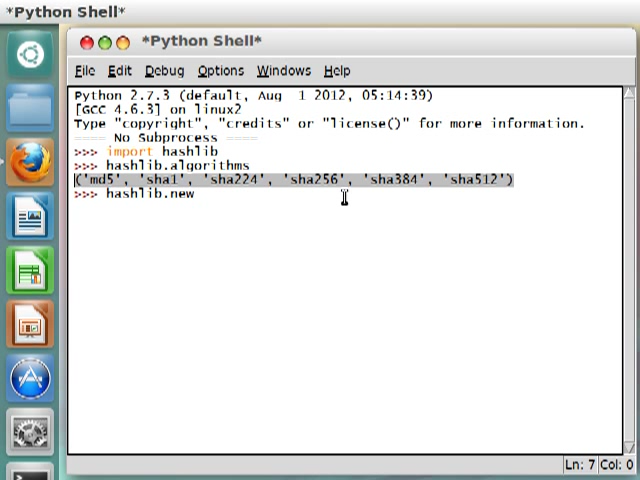 *Python Shell*
*Python Shell*
File Edit Debug Options Windows Help
Python 2.7.3 (default, Aug  1 2012, 05:14:39)
[GCC 4.6.3] on linux2
Type "copyright", "credits" or "license()" for more information.
==== No Subprocess ====
>>> import hashlib
>>> hashlib.algorithms
('md5', 'sha1', 'sha224', 'sha256', 'sha384', 'sha512')
>>> hashlib.new
Ln: 7 Col: 0